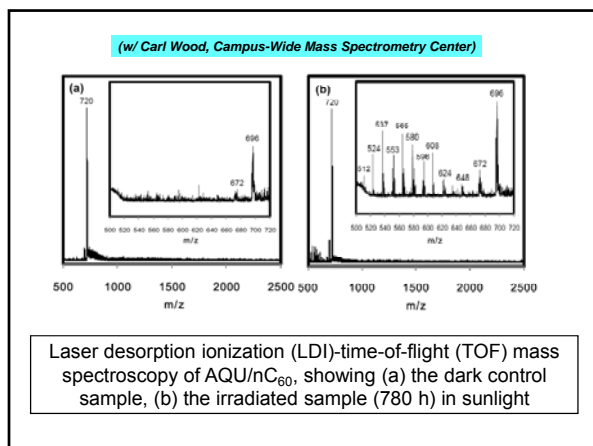 (w/ Carl Wood, Campus-Wide Mass Spectrometry Center)
(a)
720
696
672
500 520 540 560 580 600 620 640 660 680 700 720
m/z
500 1000 1500 2000 2500
m/z
(b)
720
696
537
566
580
608
524
553
596
512
624
648
672
500 520 540 560 580 600 620 640 660 680 700 720
m/z
500 1000 1500 2000 2500
m/z
Laser desorption ionization (LDI)-time-of-flight (TOF) mass
spectroscopy of AQU/nC60, showing (a) the dark control
sample, (b) the irradiated sample (780 h) in sunlight